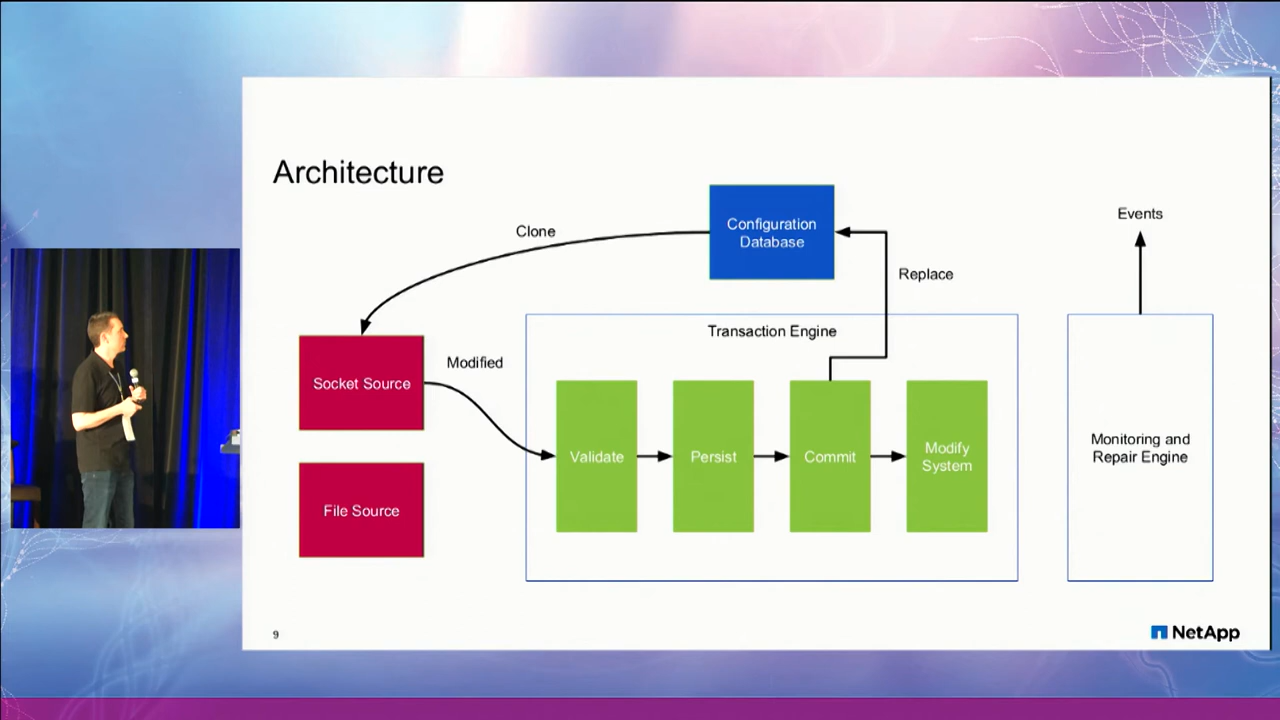 Architecture
Configuration
Database
Events
Clone
Replace
Transaction Engine
Modified
Socket Source
Validate
Persist
Commit
Modify
System
Monitoring and
Repair Engine
File Source
9
NetApp